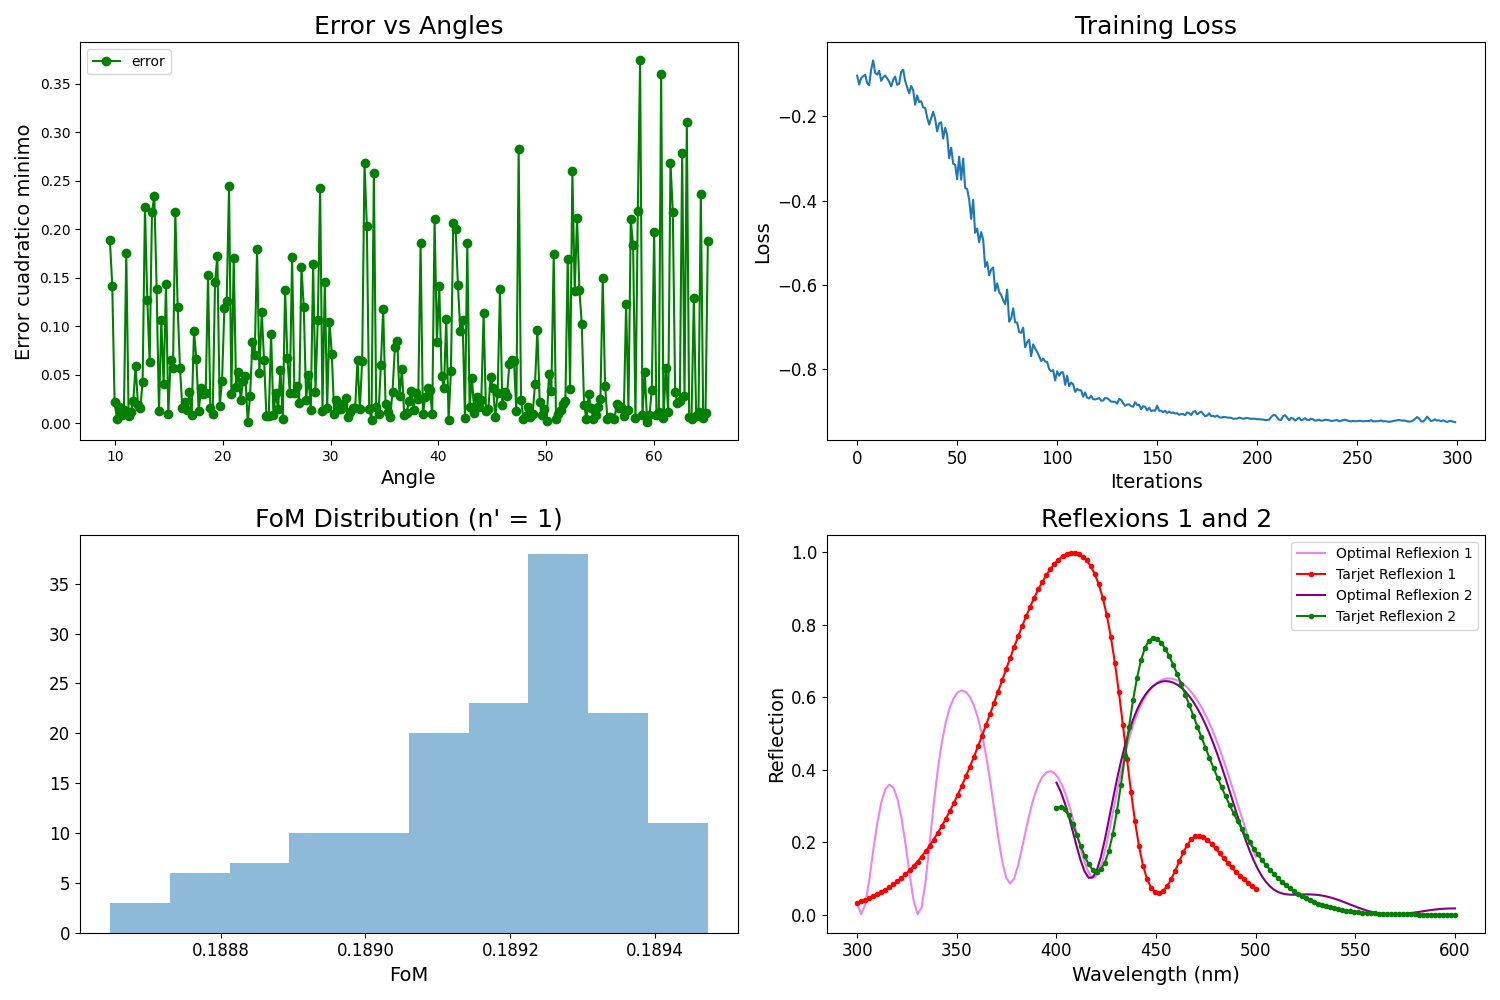 Error vs Angles
error
Error cuadratico minimo
0.35
0.30
0.25
0.20
0.15
0.10
0.05
0.00
10 20 30 40 50 60
Angle
Training Loss
Loss
−0.2
−0.4
−0.6
−0.8
0 50 100 150 200 250 300
Iterations
FoM Distribution (n' = 1)
35
30
25
20
15
10
5
0
0.1888 0.1890 0.1892 0.1894
FoM
Reflexions 1 and 2
Optimal Reflexion 1
Tarjet Reflexion 1
Optimal Reflexion 2
Tarjet Reflexion 2
Reflection
1.0
0.8
0.6
0.4
0.2
0.0
300 350 400 450 500 550 600
Wavelength (nm)